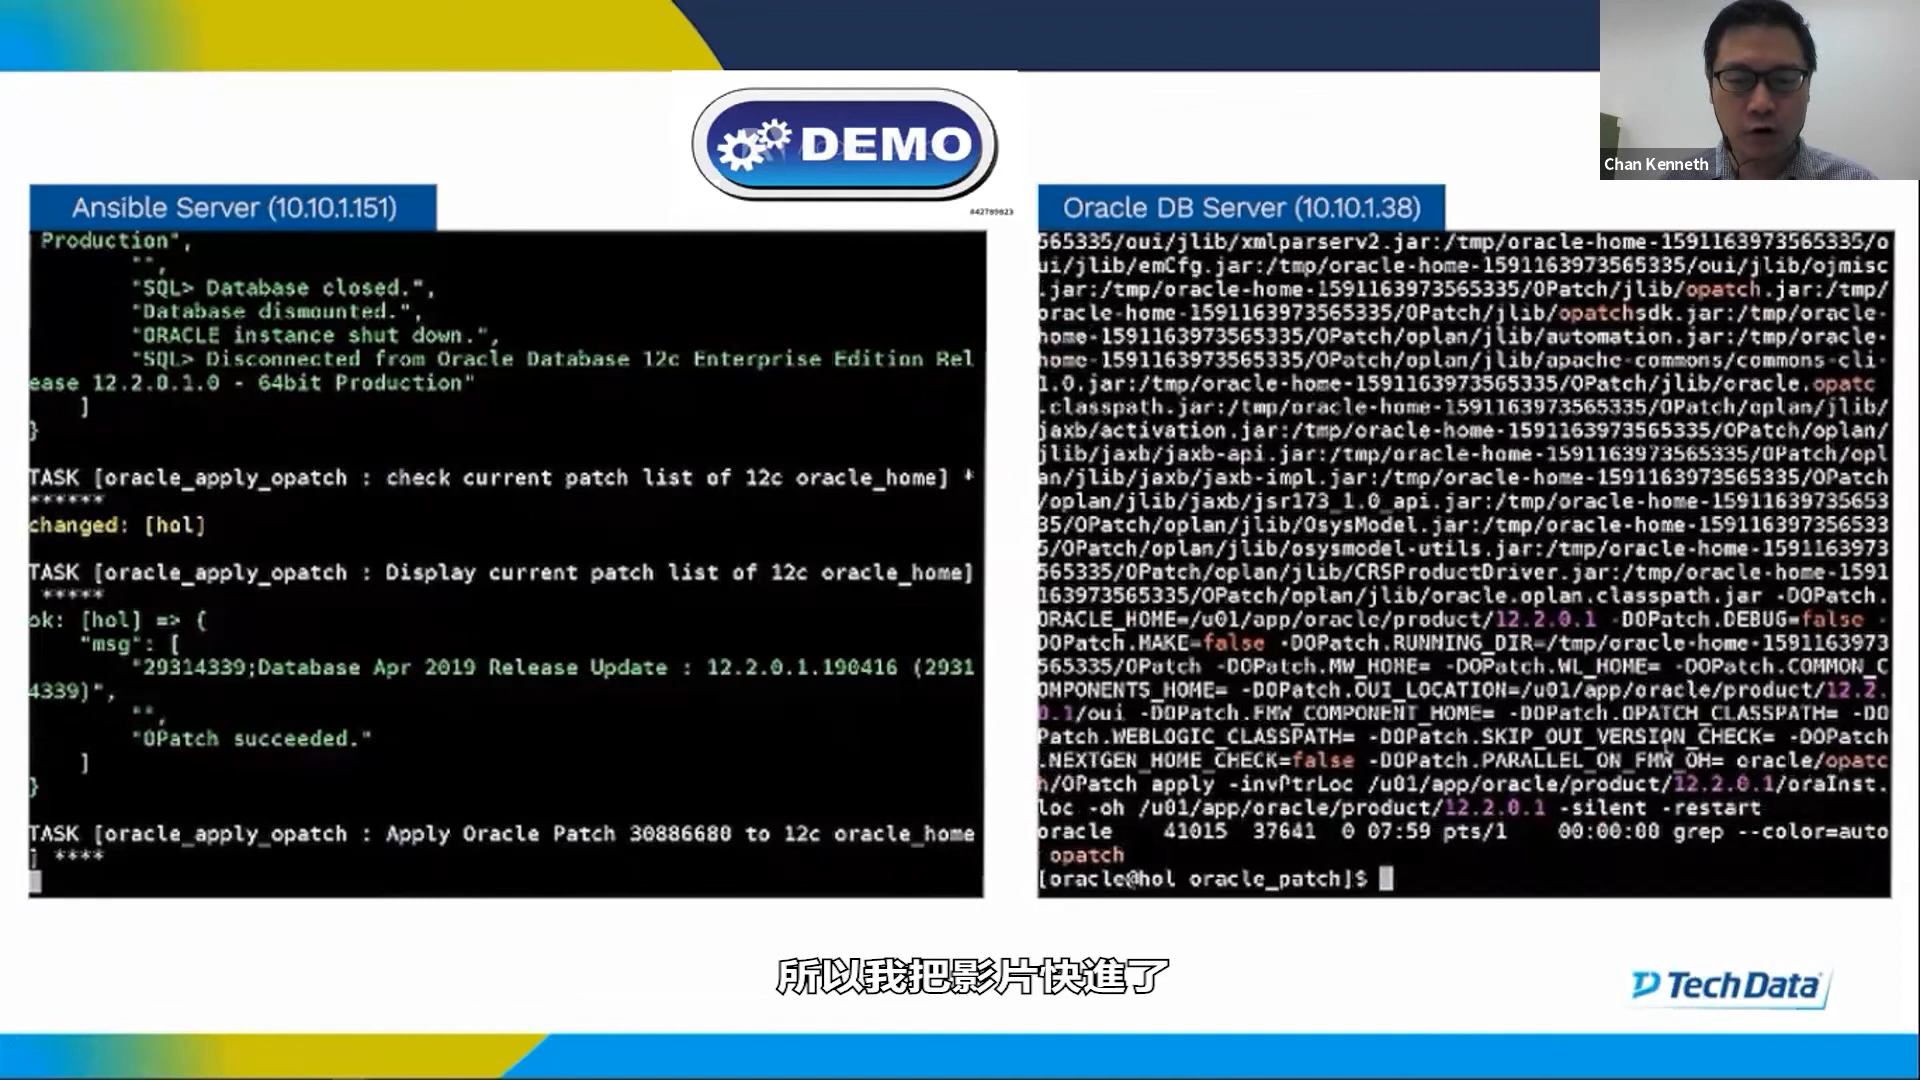 DEMO
#42789823
Chan Kenneth
Ansible Server (10.10.1.151)
Production",
"",
"SQL> Database closed.",
"Database dismounted.",
"ORACLE instance shut down.",
"SQL> Disconnected from Oracle Database 12c Enterprise Edition Rel
ease 12.2.0.1.0 - 64bit Production"
]
}
TASK [oracle_apply_opatch : check current patch list of 12c oracle_home] *
******
changed: [hol]
TASK [oracle_apply_opatch : Display current patch list of 12c oracle_home]
*****
ok: [hol] => {
"msg": [
"29314339;Database Apr 2019 Release Update : 12.2.0.1.190416 (2931
4339)",
"",
"OPatch succeeded."
]
}
TASK [oracle_apply_opatch : Apply Oracle Patch 30886680 to 12c oracle_home
] ****
Oracle DB Server (10.10.1.38)
565335/oui/jlib/xmlparserv2.jar:/tmp/oracle-home-1591163973565335/o
ui/jlib/emCfg.jar:/tmp/oracle-home-1591163973565335/oui/jlib/ojmisc
.jar:/tmp/oracle-home-1591163973565335/OPatch/jlib/opatch.jar:/tmp/
oracle-home-1591163973565335/OPatch/jlib/opatchsdk.jar:/tmp/oracle-
home-1591163973565335/OPatch/oplan/jlib/automation.jar:/tmp/oracle-
home-1591163973565335/OPatch/oplan/jlib/apache-commons/commons-cli-
1.0.jar:/tmp/oracle-home-1591163973565335/OPatch/jlib/oracle.opatc
.classpath.jar:/tmp/oracle-home-1591163973565335/OPatch/oplan/jlib/
jaxb/activation.jar:/tmp/oracle-home-1591163973565335/OPatch/oplan/
jlib/jaxb/jaxb-api.jar:/tmp/oracle-home-1591163973565335/OPatch/opl
an/jlib/jaxb/jaxb-impl.jar:/tmp/oracle-home-1591163973565335/OPatch
/oplan/jlib/jaxb/jsr173_1.0_api.jar:/tmp/oracle-home-15911639735653
35/OPatch/oplan/jlib/OsysModel.jar:/tmp/oracle-home-159116397356533
5/OPatch/oplan/jlib/osysmodel-utils.jar:/tmp/oracle-home-1591163973
565335/OPatch/oplan/jlib/CRSProductDriver.jar:/tmp/oracle-home-1591
163973565335/OPatch/oplan/jlib/oracle.oplan.classpath.jar -DOPatch.
ORACLE_HOME=/u01/app/oracle/product/12.2.0.1 -DOPatch.DEBUG=false -
DOPatch.MAKE=false -DOPatch.RUNNING_DIR=/tmp/oracle-home-1591163973
565335/OPatch -DOPatch.MW_HOME= -DOPatch.WL_HOME= -DOPatch.COMMON_C
OMPONENTS_HOME= -DOPatch.OUI_LOCATION=/u01/app/oracle/product/12.2.
0.1/oui -DOPatch.FMW_COMPONENT_HOME= -DOPatch.OPATCH_CLASSPATH= -DO
Patch.WEBLOGIC_CLASSPATH= -DOPatch.SKIP_OUI_VERSION_CHECK= -DOPatch
.NEXTGEN_HOME_CHECK=false -DOPatch.PARALLEL_ON_FMW_OH= oracle/opatc
h/OPatch apply -invPtrLoc /u01/app/oracle/product/12.2.0.1/oraInst.
loc -oh /u01/app/oracle/product/12.2.0.1 -silent -restart
oracle 41015 37641 0 07:59 pts/1 00:00:00 grep --color=auto
opatch
[oracle@hol oracle_patch]$
所以我把影片快進了
Tech Data